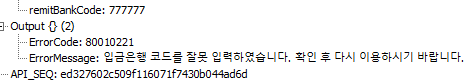 remitBankCode: 777777
Output {} (2)
ErrorCode: 80010221
ErrorMessage: 입금은행 코드를 잘못 입력하였습니다. 확인 후 다시 이용하시기 바랍니다.
API_SEQ: ed327602c509f116071f7430b044ad6d